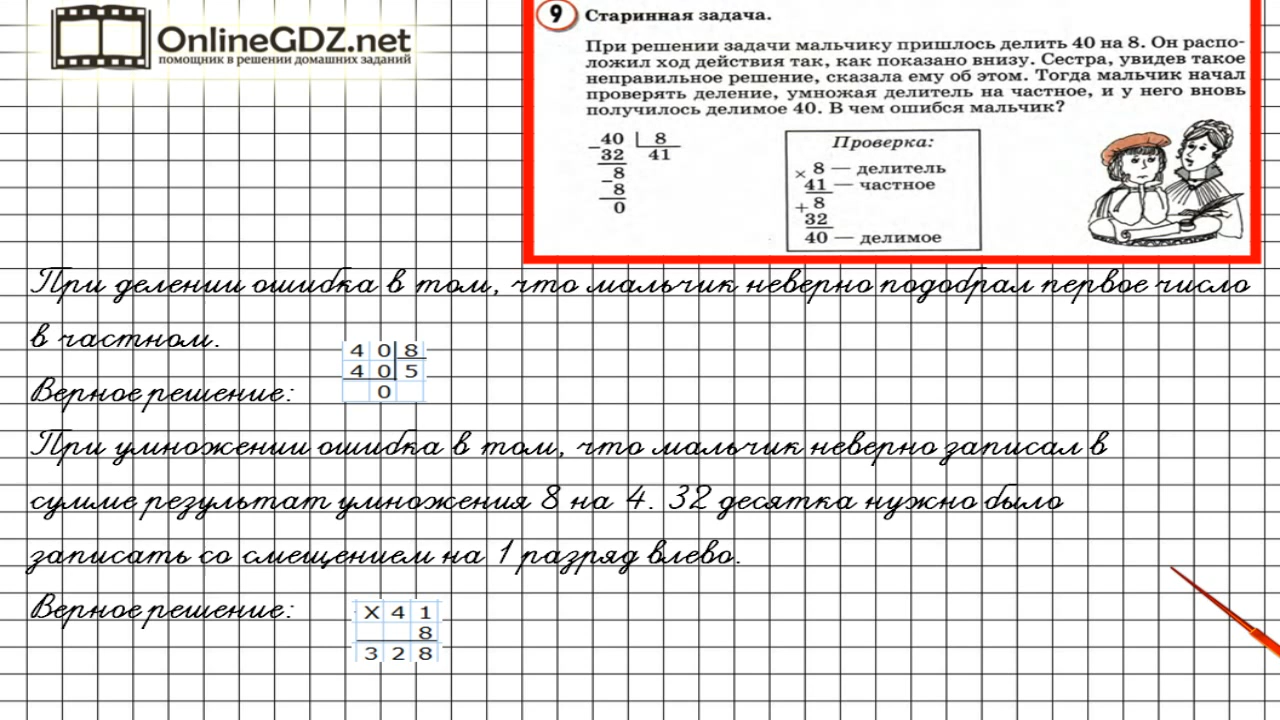 OnlineGDZ.net
помощник в решении домашних заданий
9 Старинная задача.
При решении задачи мальчику пришлось делить 40 на 8. Он распо-
ложил ход действия так, как показано внизу. Сестра, увидев такое
неправильное решение, сказала ему об этом. Тогда мальчик начал
проверять деление, умножая делитель на частное, и у него вновь
получилось делимое 40. В чем ошибся мальчик?
−40 8
32 41
−8
8
0
Проверка:
× 8 — делитель
41 — частное
+ 8
32
40 — делимое
При делении ошибка в том, что мальчик неверно подобрал первое число
в частном.
4 0 8
4 0 5
0
Верное решение:
При умножении ошибка в том, что мальчик неверно записал в
сумме результат умножения 8 на 4. 32 десятка нужно было
записать со смещением на 1 разряд влево.
Верное решение:
X 4 1
8
3 2 8